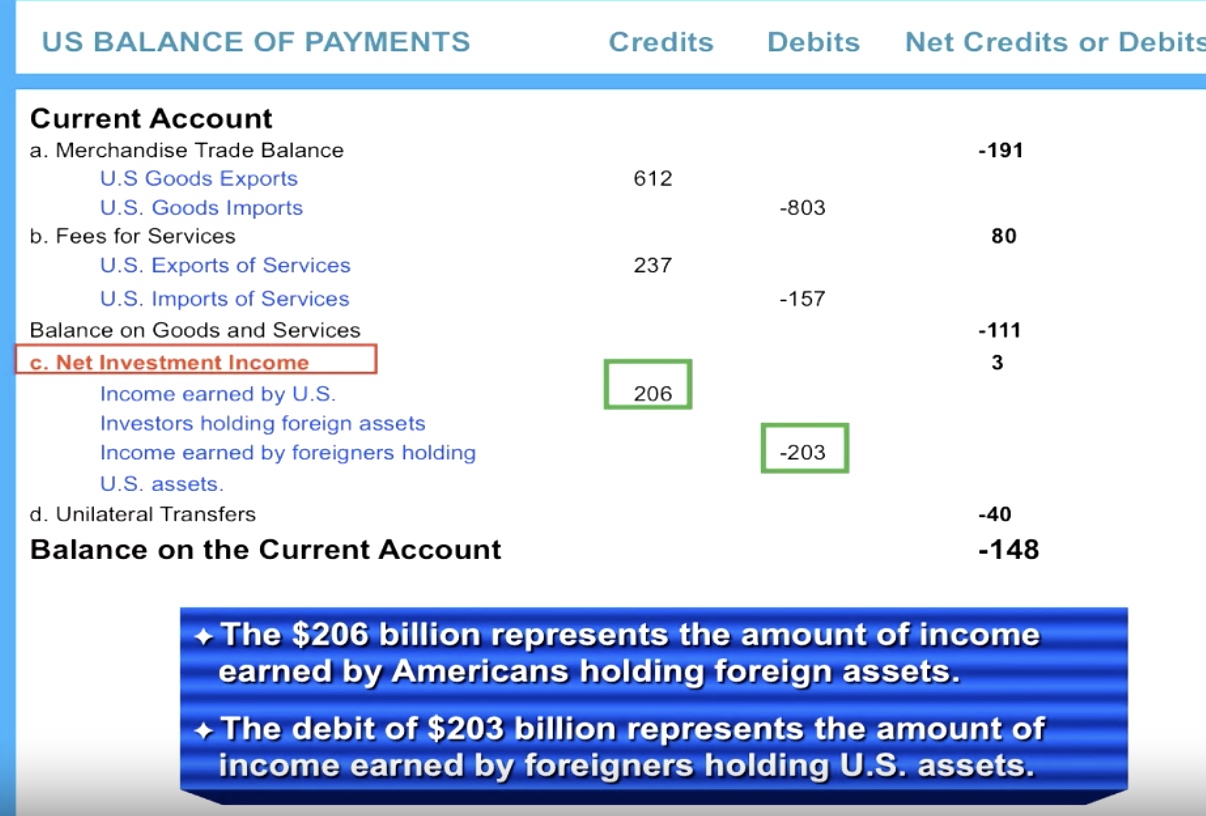 US BALANCE OF PAYMENTS Credits Debits Net Credits or Debits
Current Account
a. Merchandise Trade Balance -191
U.S Goods Exports 612
U.S. Goods Imports -803
b. Fees for Services 80
U.S. Exports of Services 237
U.S. Imports of Services -157
Balance on Goods and Services -111
c. Net Investment Income 3
Income earned by U.S. 206
Investors holding foreign assets
Income earned by foreigners holding -203
U.S. assets.
d. Unilateral Transfers -40
Balance on the Current Account -148
✦ The $206 billion represents the amount of income
earned by Americans holding foreign assets.
✦ The debit of $203 billion represents the amount of
income earned by foreigners holding U.S. assets.